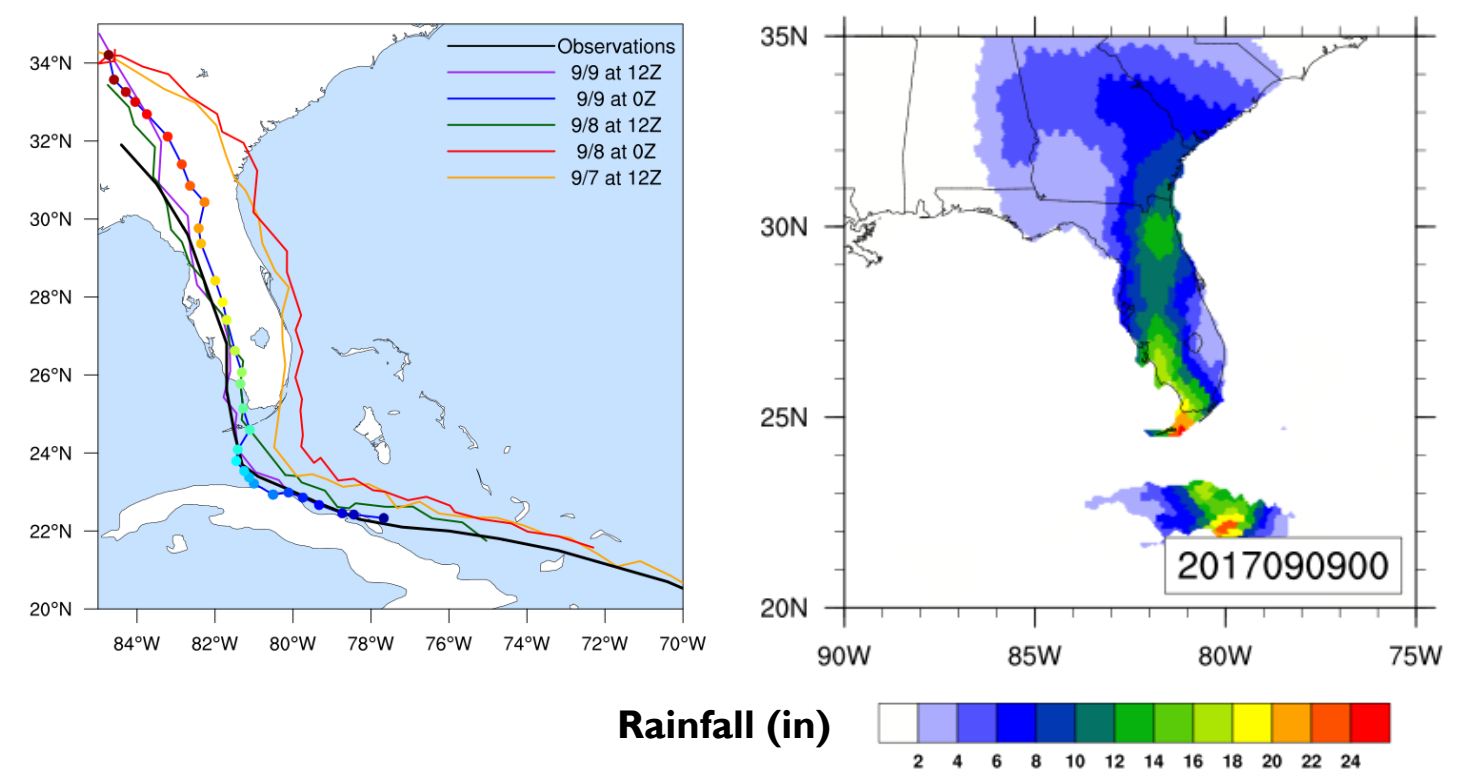 Observations
9/9 at 12Z
9/9 at 0Z
9/8 at 12Z
9/8 at 0Z
9/7 at 12Z
34°N
32°N
30°N
28°N
26°N
24°N
22°N
20°N
84°W 82°W 80°W 78°W 76°W 74°W 72°W 70°W
35N
30N
25N
20N
2017090900
90W 85W 80W 75W
Rainfall (in)
2 4 6 8 10 12 14 16 18 20 22 24